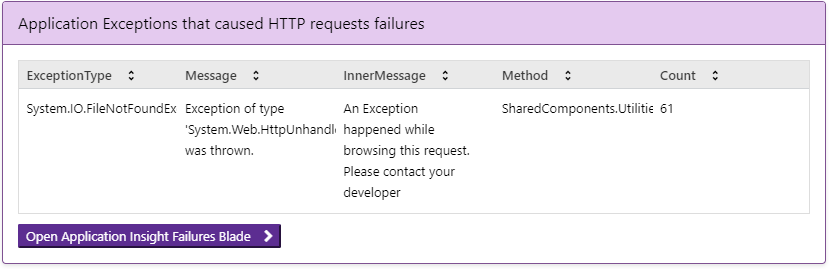 Application Exceptions that caused HTTP requests failures
ExceptionType Message InnerMessage Method Count
System.IO.FileNotFoundEx Exception of type An Exception SharedComponents.Utilitie 61
'System.Web.HttpUnhandle happened while
was thrown. browsing this request.
Please contact your
developer
Open Application Insight Failures Blade